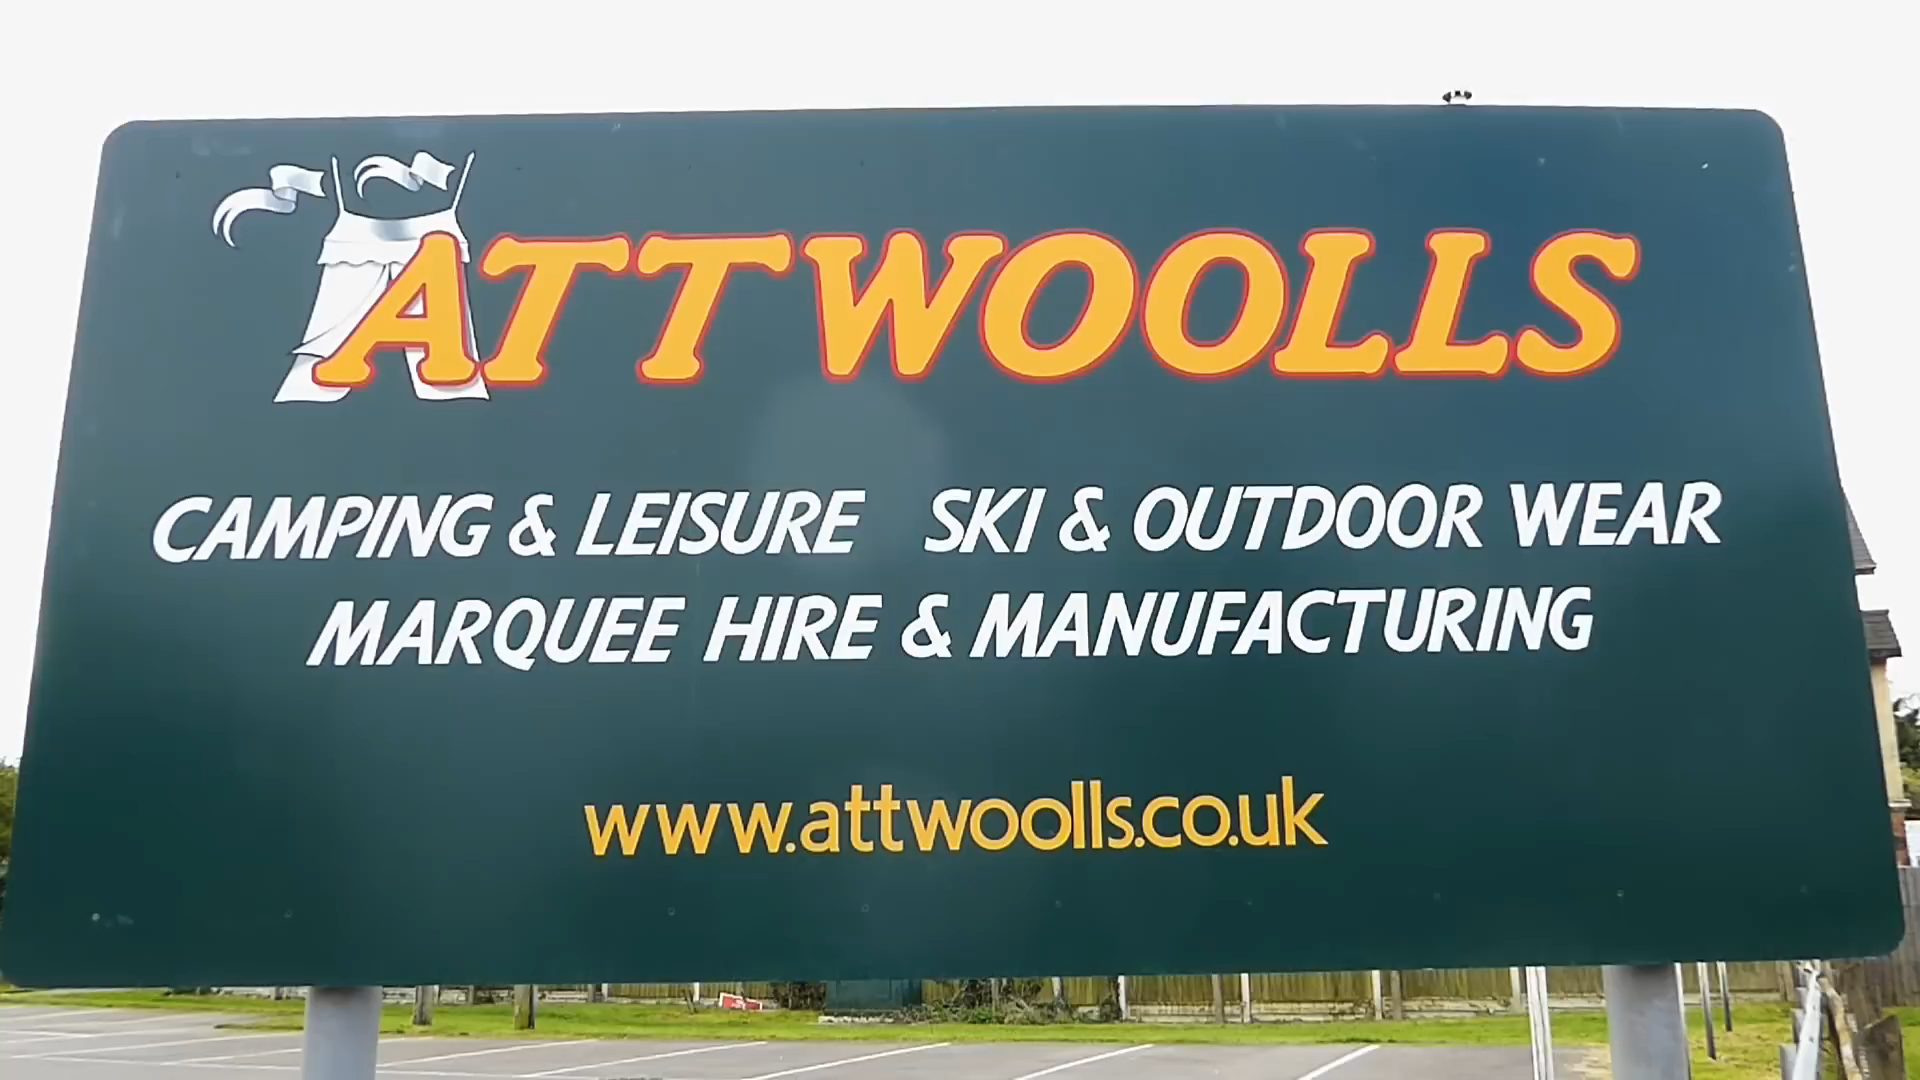 ATTWOOLLS
CAMPING & LEISURE SKI & OUTDOOR WEAR
MARQUEE HIRE & MANUFACTURING
www.attwoolls.co.uk